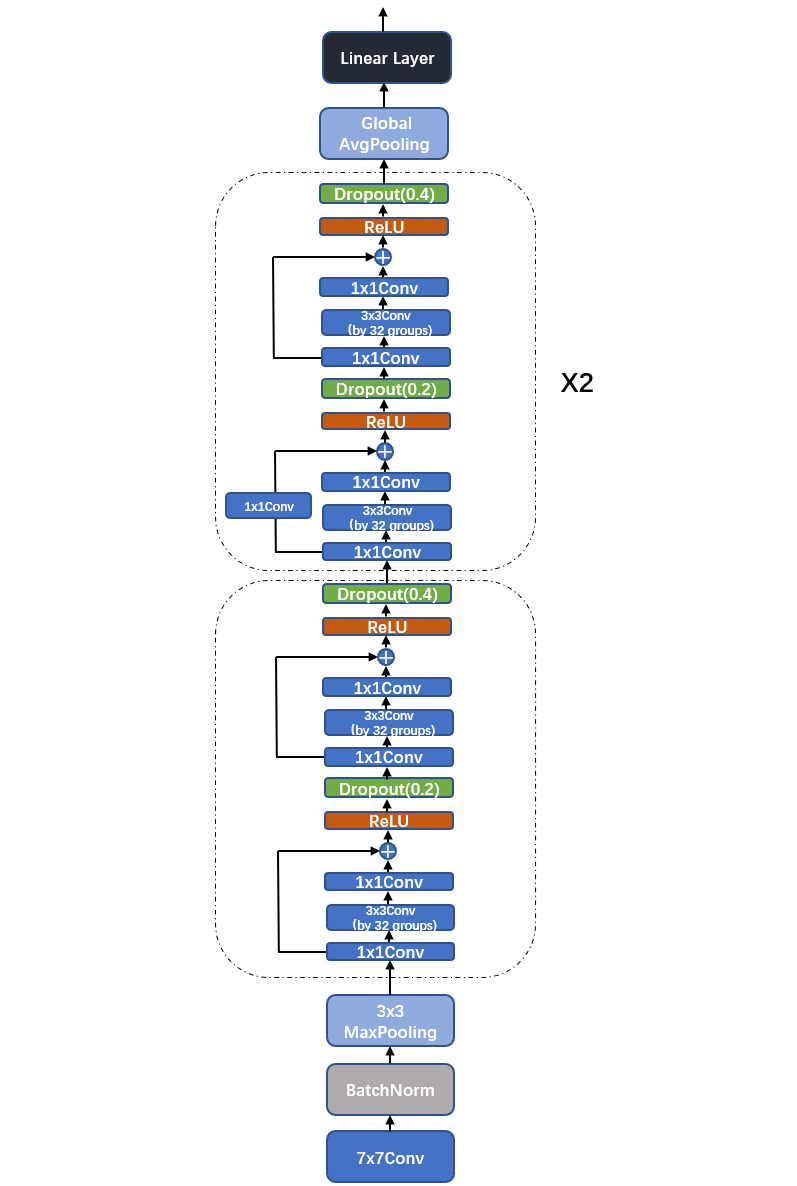 Linear Layer
Global
AvgPooling
Dropout(0.4)
ReLU
1x1Conv
3x3Conv
(by 32 groups)
1x1Conv
Dropout(0.2)
X2
ReLU
1x1Conv
1x1Conv
3x3Conv
(by 32 groups)
1x1Conv
Dropout(0.4)
ReLU
1x1Conv
3x3Conv
(by 32 groups)
1x1Conv
Dropout(0.2)
ReLU
1x1Conv
3x3Conv
(by 32 groups)
1x1Conv
3x3
MaxPooling
BatchNorm
7x7Conv